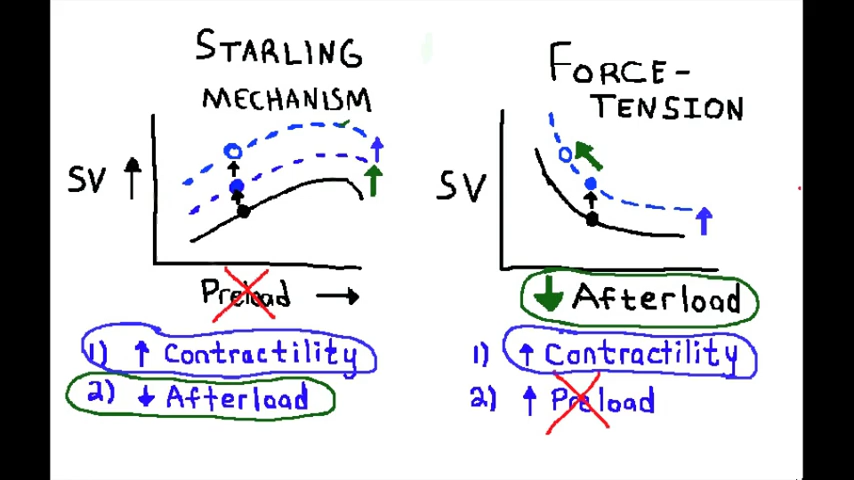 STARLING
MECHANISM
SV
Preload
1) ↑ Contractility
2) ↓ Afterload
FORCE-
TENSION
SV
↓ Afterload
1) ↑ Contractility
2) ↑ Preload